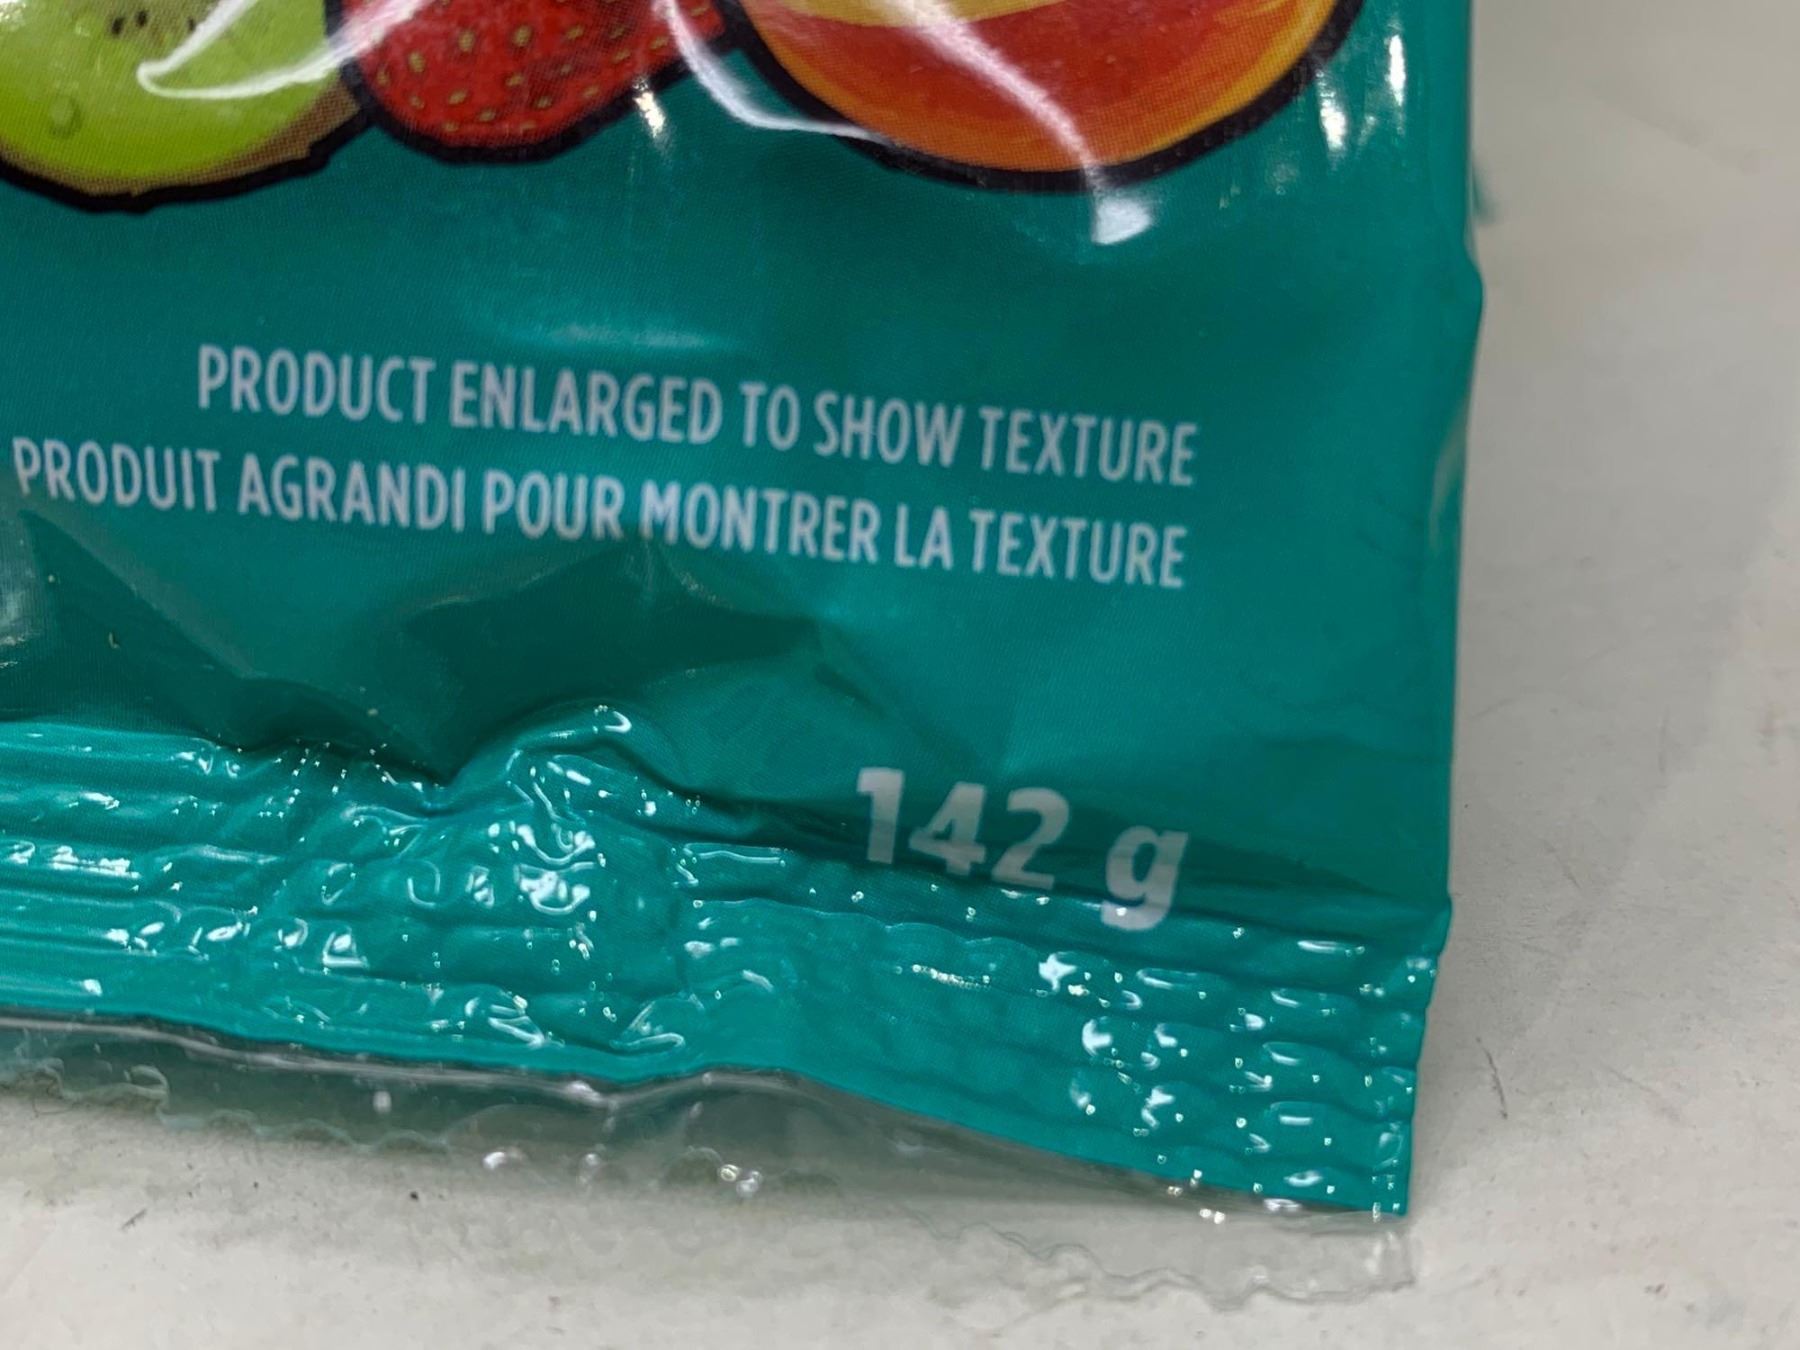 PRODUCT ENLARGED TO SHOW TEXTURE
PRODUIT AGRANDI POUR MONTRER LA TEXTURE
142 g